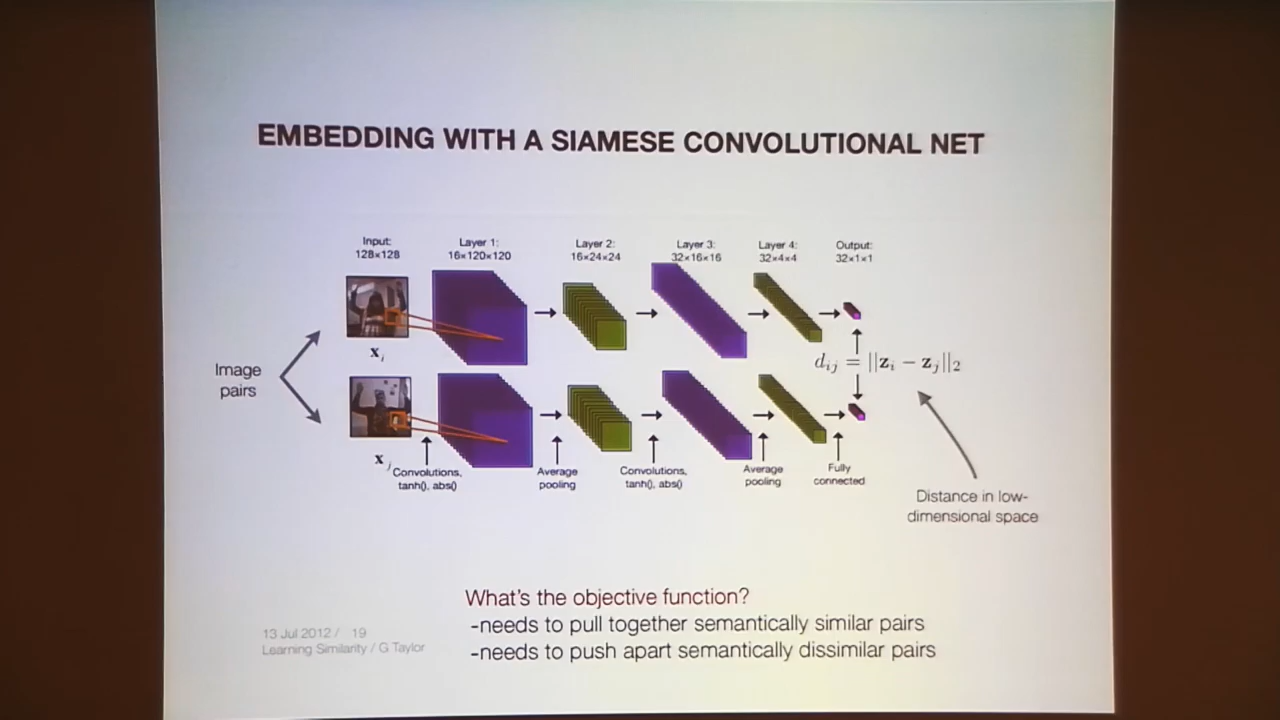 EMBEDDING WITH A SIAMESE CONVOLUTIONAL NET
Input:
128×128
Layer 1:
16×120×120
Layer 2:
16×24×24
Layer 3:
32×16×16
Layer 4:
32×4×4
Output:
32×1×1
x i
Image
pairs
d_{ij} = ||z_i − z_j||_2
x j
Convolutions,
tanh(), abs()
Average
pooling
Convolutions,
tanh(), abs()
Average
pooling
Fully
connected
Distance in low-
dimensional space
What's the objective function?
-needs to pull together semantically similar pairs
-needs to push apart semantically dissimilar pairs
13 Jul 2012 / 19
Learning Similarity / G Taylor